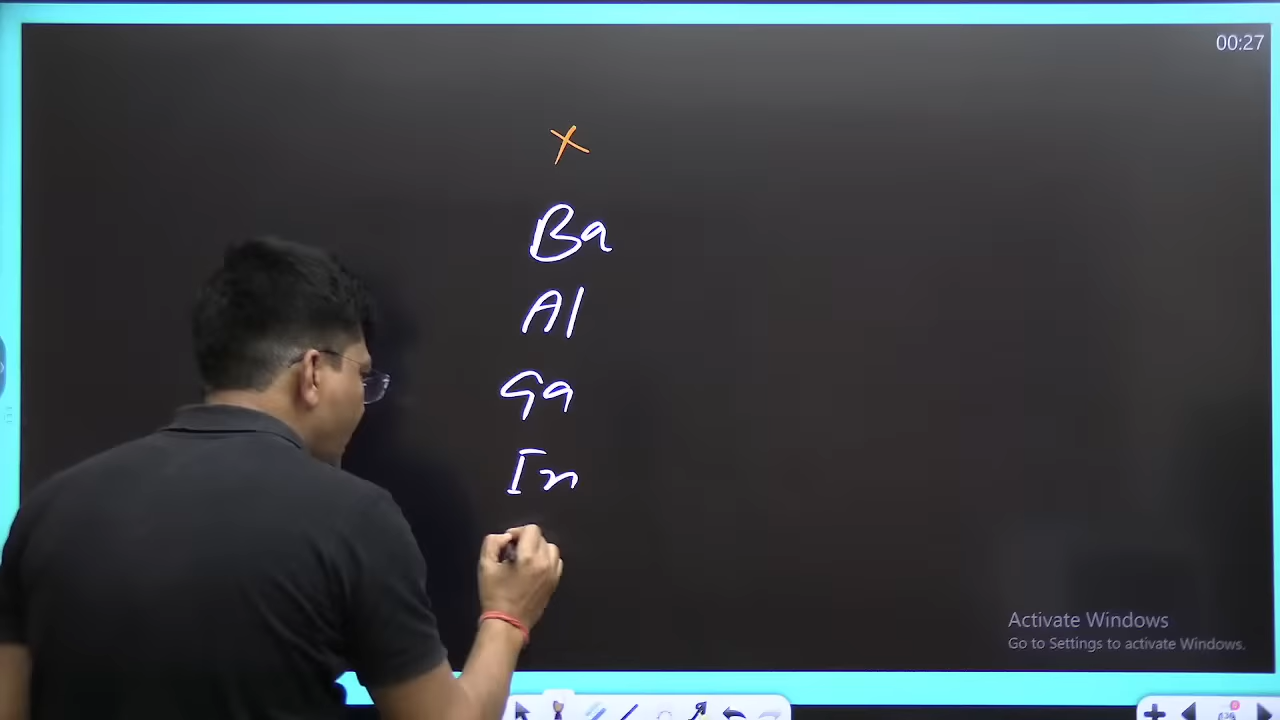 00:27
×
Ba
Al
Ga
In
Activate Windows
Go to Settings to activate Windows.